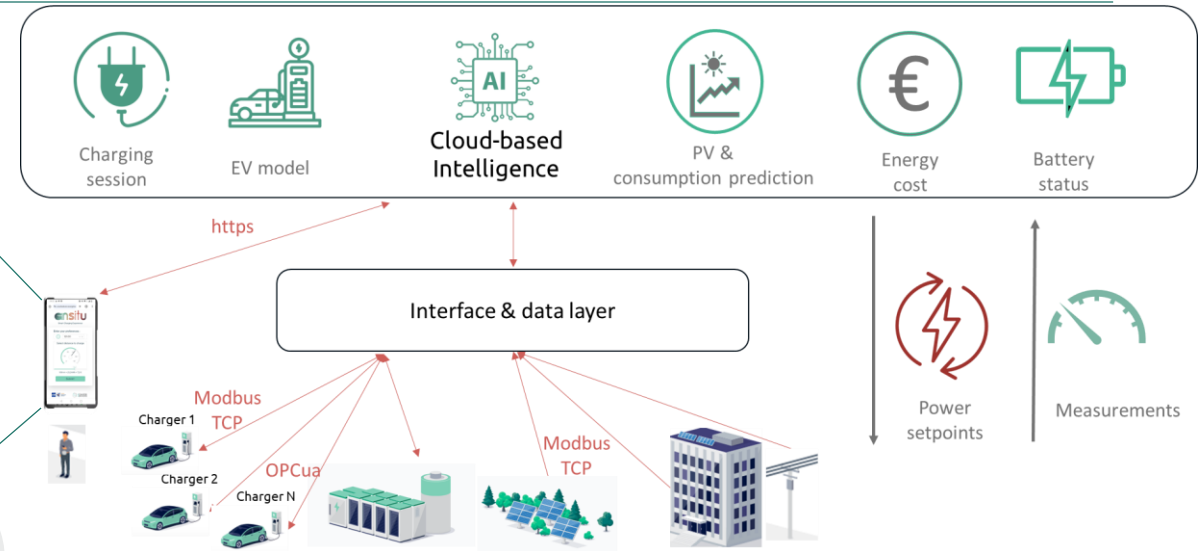 AI
€
Charging
session
EV model
Cloud-based
Intelligence
PV &
consumption prediction
Energy
cost
Battery
status
https
Interface & data layer
ensitu
Modbus
TCP
Charger 1
Charger 2
OPCua
Charger N
Modbus
TCP
Power
setpoints
Measurements